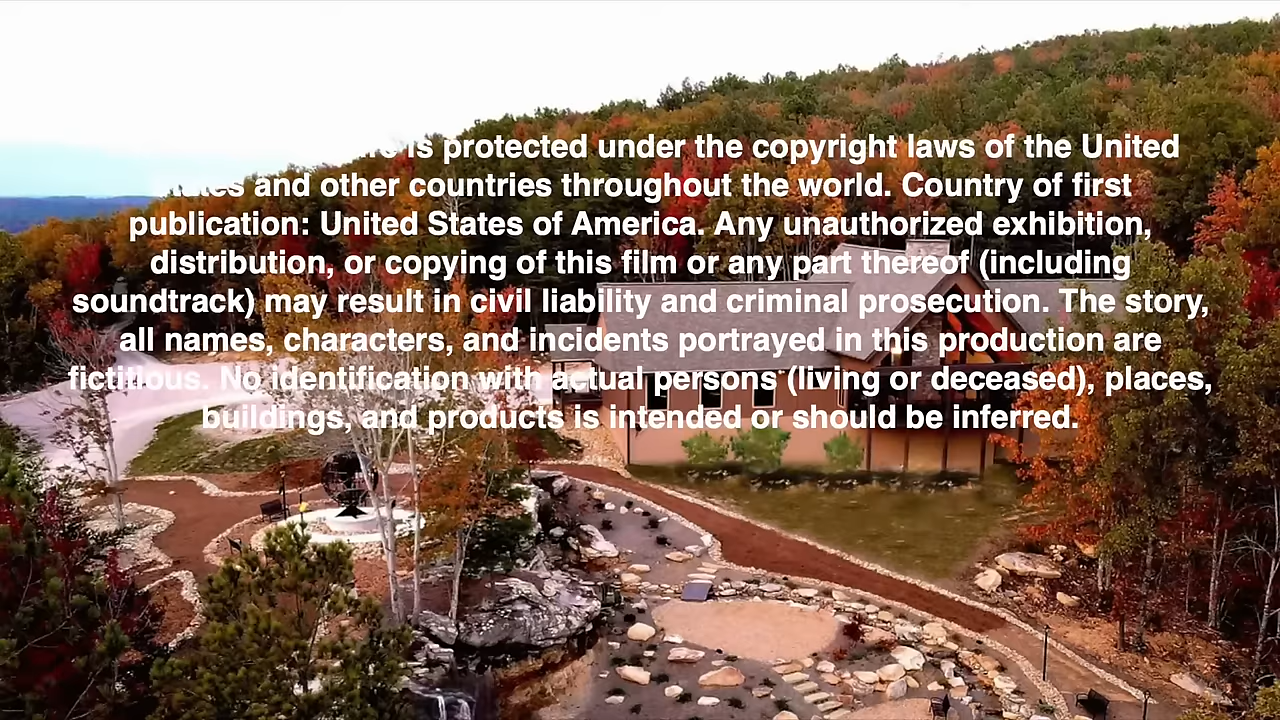 is protected under the copyright laws of the United
States and other countries throughout the world. Country of first
publication: United States of America. Any unauthorized exhibition,
distribution, or copying of this film or any part thereof (including
soundtrack) may result in civil liability and criminal prosecution. The story,
all names, characters, and incidents portrayed in this production are
fictitious. No identification with actual persons (living or deceased), places,
buildings, and products is intended or should be inferred.